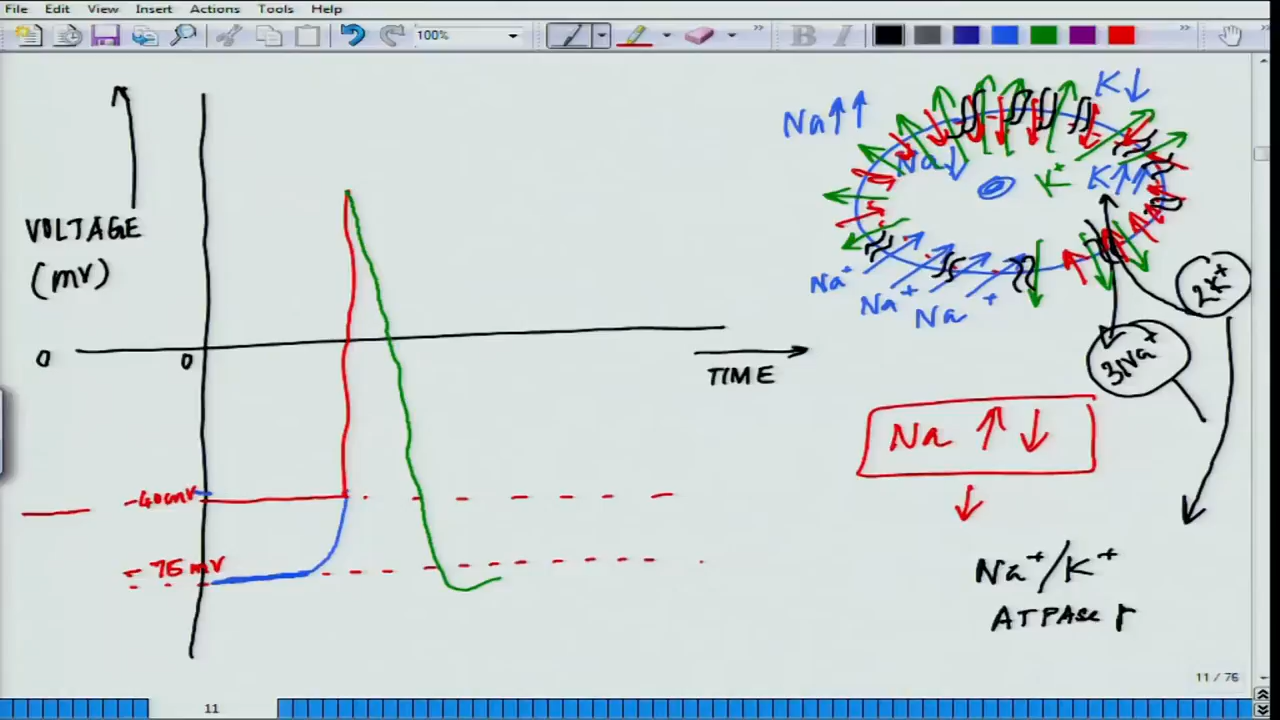 File Edit View Insert Actions Tools Help
100%
B I
VOLTAGE
(mV)
0
0
-40mV
-75mV
TIME
Na↑↑
K↓
Na↓
K+
K↑↑
Na+
Na+
Na +
2K+
3Na+
Na ↑ ↓
↓
Na+/K+
ATPASE P
11 / 76
11